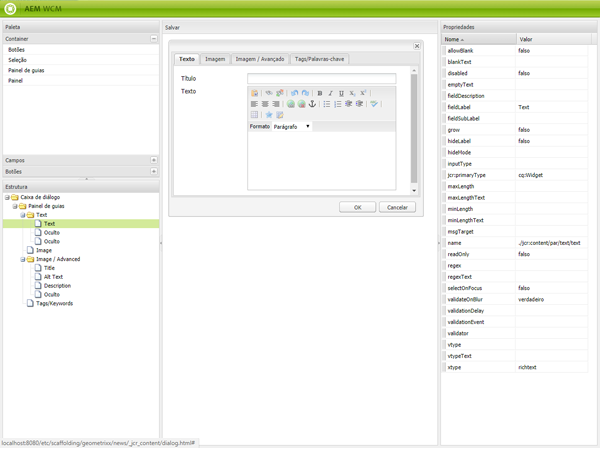 AEM WCM
Paleta
Container
Botões
Seleção
Painel de guias
Painel
Campos
Botões
Estrutura
Caixa de diálogo
Painel de guias
Text
Text
Oculto
Oculto
Image
Image / Advanced
Title
Alt Text
Description
Oculto
Tags/Keywords
localhost:8080/etc/scaffolding/geometrixx/news/_jcr_content/dialog.html#
Salvar
Texto Imagem Imagem / Avançado Tags/Palavras-chave
Título
Texto
B I U X₂ X²
Formato Parágrafo
OK Cancelar
Propriedades
Nome Valor
allowBlank falso
blankText
disabled falso
emptyText
fieldDescription
fieldLabel Text
fieldSubLabel
grow falso
hideLabel falso
hideMode
inputType
jcr:primaryType cq:Widget
maxLength
maxLengthText
minLength
minLengthText
msgTarget
name ./jcr:content/par/text/text
readOnly falso
regex
regexText
selectOnFocus falso
validateOnBlur verdadeiro
validationDelay
validationEvent
validator
vtype
vtypeText
xtype richtext